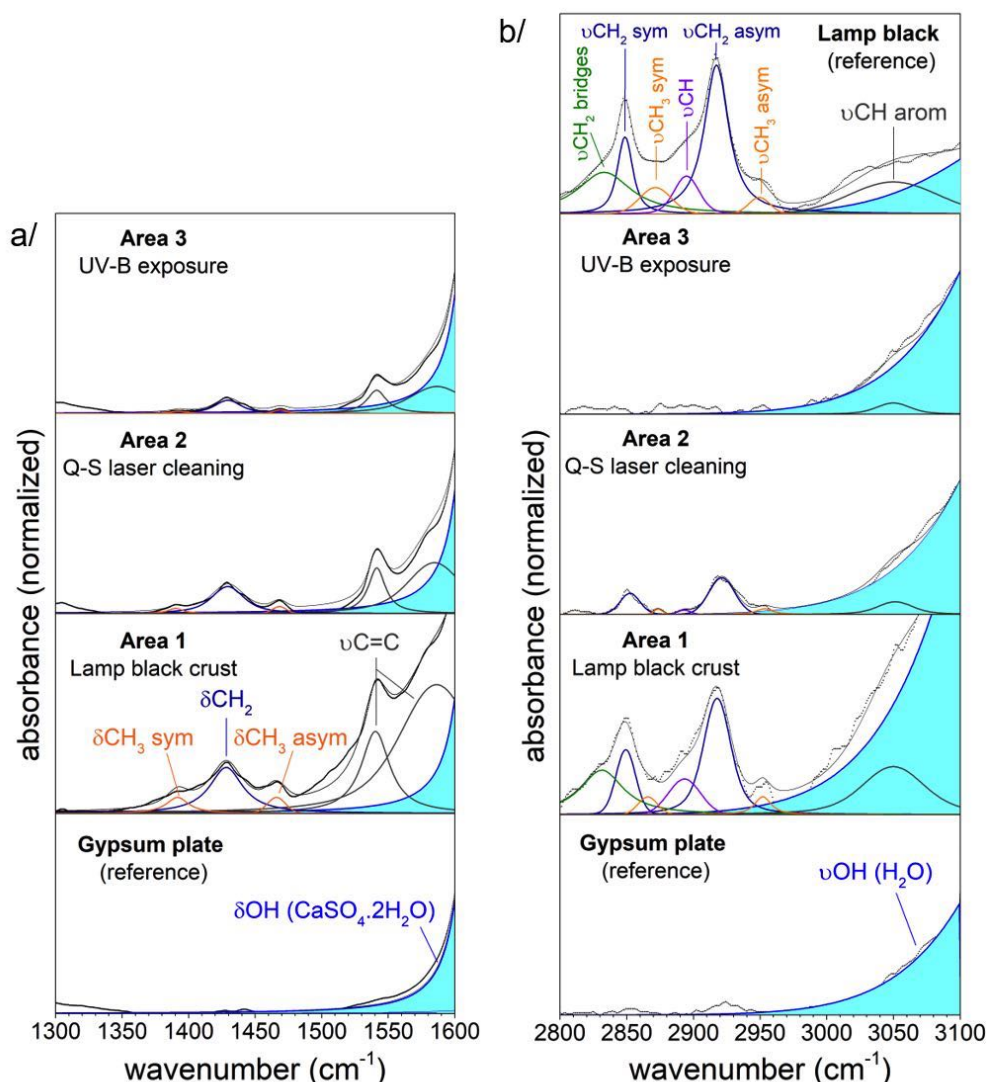 a/
Area 3
UV-B exposure
Area 2
Q-S laser cleaning
Area 1
Lamp black crust
υC=C
δCH₂
δCH₃ sym
δCH₃ asym
Gypsum plate
(reference)
δOH (CaSO₄.2H₂O)
absorbance (normalized)
1300 1400 1500 1600
wavenumber (cm⁻¹)
b/
υCH₂ sym
υCH₂ asym
Lamp black
(reference)
υCH₂ bridges
υCH₃ sym
υCH
υCH₃ asym
υCH arom
Area 3
UV-B exposure
Area 2
Q-S laser cleaning
Area 1
Lamp black crust
Gypsum plate
(reference)
υOH (H₂O)
absorbance (normalized)
2800 2850 2900 2950 3000 3050 3100
wavenumber (cm⁻¹)